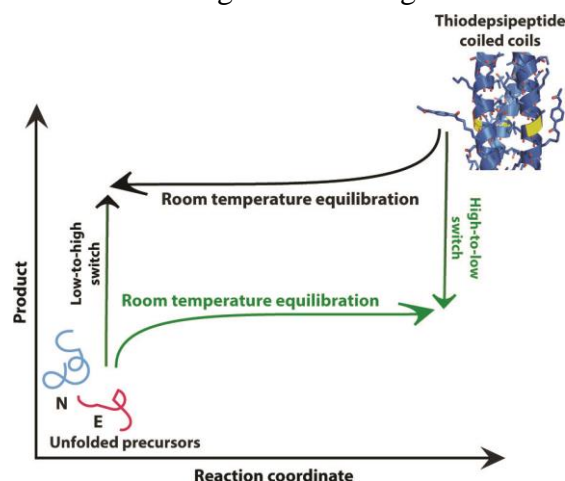 Thiodepsipeptide
coiled coils
Room temperature equilibration
High-to-low
switch
Low-to-high
switch
Room temperature equilibration
Product
N
E
Unfolded precursors
Reaction coordinate